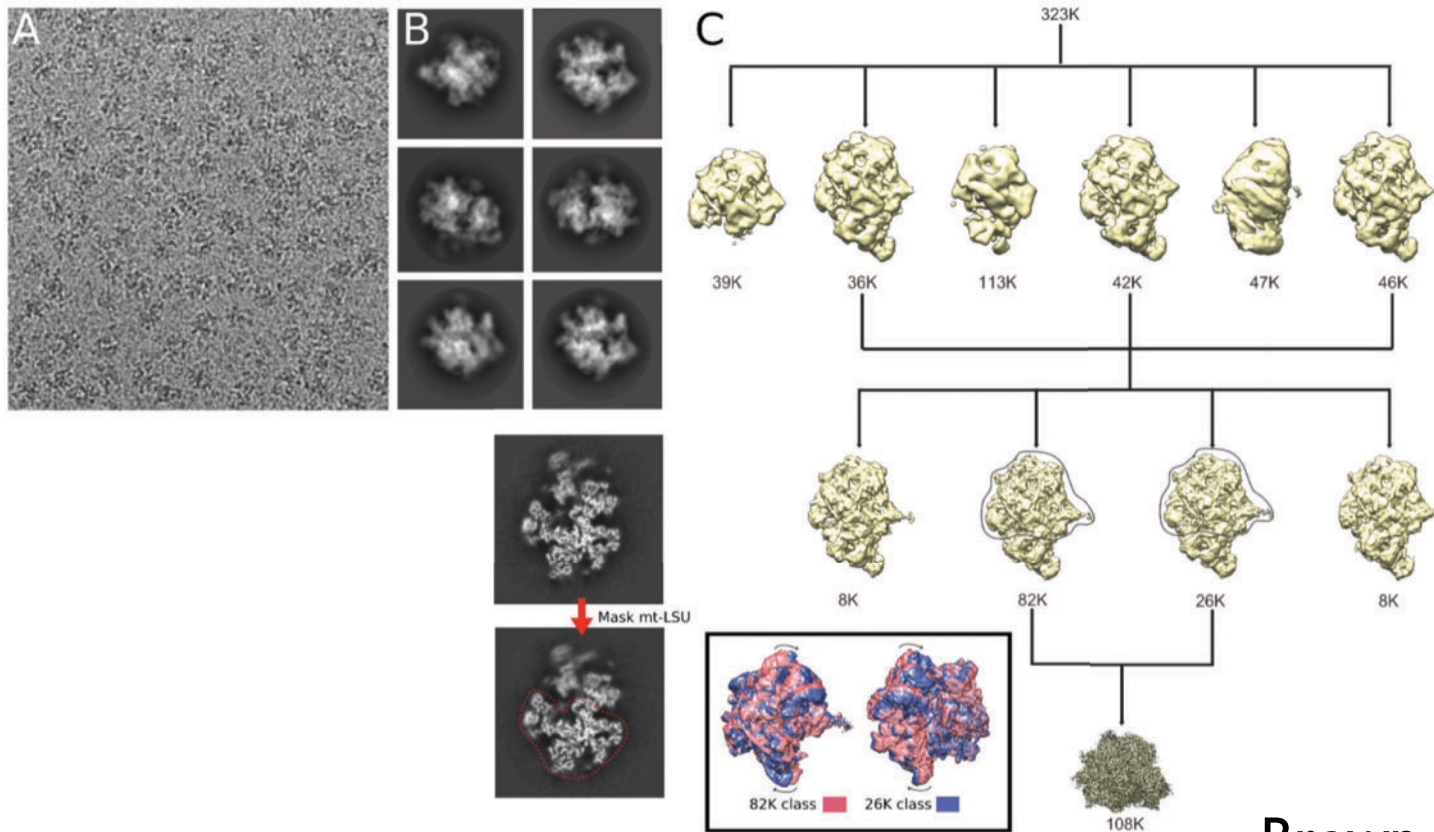 A
B
C
323K
39K 36K 113K 42K 47K 46K
8K 82K 26K 8K
Mask mt-LSU
82K class 26K class
108K
Brown